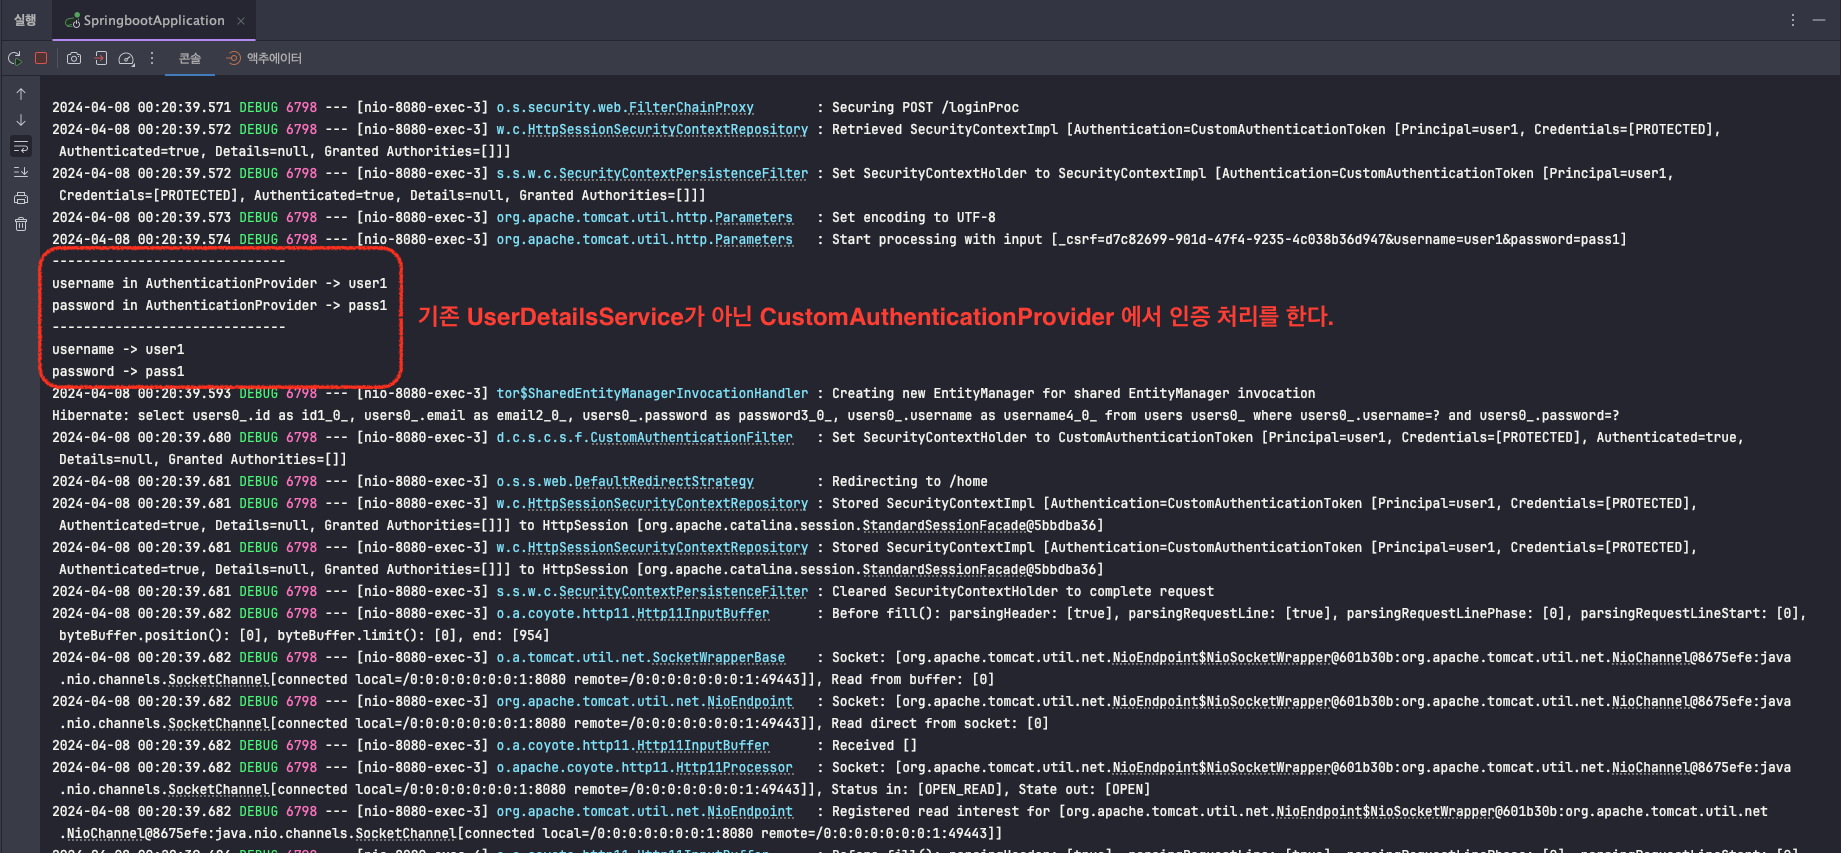 실행 SpringbootApplication ×
콘솔 액추에이터
2024-04-08 00:20:39.571 DEBUG 6798 --- [nio-8080-exec-3] o.s.security.web.FilterChainProxy : Securing POST /loginProc
2024-04-08 00:20:39.572 DEBUG 6798 --- [nio-8080-exec-3] w.c.HttpSessionSecurityContextRepository : Retrieved SecurityContextImpl [Authentication=CustomAuthenticationToken [Principal=user1, Credentials=[PROTECTED],
Authenticated=true, Details=null, Granted Authorities=[]]]
2024-04-08 00:20:39.572 DEBUG 6798 --- [nio-8080-exec-3] s.s.w.c.SecurityContextPersistenceFilter : Set SecurityContextHolder to SecurityContextImpl [Authentication=CustomAuthenticationToken [Principal=user1,
Credentials=[PROTECTED], Authenticated=true, Details=null, Granted Authorities=[]]]
2024-04-08 00:20:39.573 DEBUG 6798 --- [nio-8080-exec-3] org.apache.tomcat.util.http.Parameters : Set encoding to UTF-8
2024-04-08 00:20:39.574 DEBUG 6798 --- [nio-8080-exec-3] org.apache.tomcat.util.http.Parameters : Start processing with input [_csrf=d7c82699-901d-47f4-9235-4c038b36d947&username=user1&password=pass1]
------------------------------
username in AuthenticationProvider -> user1
password in AuthenticationProvider -> pass1
기존 UserDetailsService가 아닌 CustomAuthenticationProvider 에서 인증 처리를 한다.
------------------------------
username -> user1
password -> pass1
2024-04-08 00:20:39.593 DEBUG 6798 --- [nio-8080-exec-3] tor$SharedEntityManagerInvocationHandler : Creating new EntityManager for shared EntityManager invocation
Hibernate: select users0_.id as id1_0_, users0_.email as email2_0_, users0_.password as password3_0_, users0_.username as username4_0_ from users users0_ where users0_.username=? and users0_.password=?
2024-04-08 00:20:39.680 DEBUG 6798 --- [nio-8080-exec-3] d.c.s.c.s.f.CustomAuthenticationFilter : Set SecurityContextHolder to CustomAuthenticationToken [Principal=user1, Credentials=[PROTECTED], Authenticated=true,
Details=null, Granted Authorities=[]]
2024-04-08 00:20:39.681 DEBUG 6798 --- [nio-8080-exec-3] o.s.s.web.DefaultRedirectStrategy : Redirecting to /home
2024-04-08 00:20:39.681 DEBUG 6798 --- [nio-8080-exec-3] w.c.HttpSessionSecurityContextRepository : Stored SecurityContextImpl [Authentication=CustomAuthenticationToken [Principal=user1, Credentials=[PROTECTED],
Authenticated=true, Details=null, Granted Authorities=[]]] to HttpSession [org.apache.catalina.session.StandardSessionFacade@5bbdba36]
2024-04-08 00:20:39.681 DEBUG 6798 --- [nio-8080-exec-3] w.c.HttpSessionSecurityContextRepository : Stored SecurityContextImpl [Authentication=CustomAuthenticationToken [Principal=user1, Credentials=[PROTECTED],
Authenticated=true, Details=null, Granted Authorities=[]]] to HttpSession [org.apache.catalina.session.StandardSessionFacade@5bbdba36]
2024-04-08 00:20:39.681 DEBUG 6798 --- [nio-8080-exec-3] s.s.w.c.SecurityContextPersistenceFilter : Cleared SecurityContextHolder to complete request
2024-04-08 00:20:39.682 DEBUG 6798 --- [nio-8080-exec-3] o.a.coyote.http11.Http11InputBuffer : Before fill(): parsingHeader: [true], parsingRequestLine: [true], parsingRequestLinePhase: [0], parsingRequestLineStart: [0],
byteBuffer.position(): [0], byteBuffer.limit(): [0], end: [954]
2024-04-08 00:20:39.682 DEBUG 6798 --- [nio-8080-exec-3] o.a.tomcat.util.net.SocketWrapperBase : Socket: [org.apache.tomcat.util.net.NioEndpoint$NioSocketWrapper@601b30b:org.apache.tomcat.util.net.NioChannel@8675efe:java
.nio.channels.SocketChannel[connected local=/0:0:0:0:0:0:0:1:8080 remote=/0:0:0:0:0:0:0:1:49443]], Read from buffer: [0]
2024-04-08 00:20:39.682 DEBUG 6798 --- [nio-8080-exec-3] org.apache.tomcat.util.net.NioEndpoint : Socket: [org.apache.tomcat.util.net.NioEndpoint$NioSocketWrapper@601b30b:org.apache.tomcat.util.net.NioChannel@8675efe:java
.nio.channels.SocketChannel[connected local=/0:0:0:0:0:0:0:1:8080 remote=/0:0:0:0:0:0:0:1:49443]], Read direct from socket: [0]
2024-04-08 00:20:39.682 DEBUG 6798 --- [nio-8080-exec-3] o.a.coyote.http11.Http11InputBuffer : Received []
2024-04-08 00:20:39.682 DEBUG 6798 --- [nio-8080-exec-3] o.apache.coyote.http11.Http11Processor : Socket: [org.apache.tomcat.util.net.NioEndpoint$NioSocketWrapper@601b30b:org.apache.tomcat.util.net.NioChannel@8675efe:java
.nio.channels.SocketChannel[connected local=/0:0:0:0:0:0:0:1:8080 remote=/0:0:0:0:0:0:0:1:49443]], Status in: [OPEN_READ], State out: [OPEN]
2024-04-08 00:20:39.682 DEBUG 6798 --- [nio-8080-exec-3] org.apache.tomcat.util.net.NioEndpoint : Registered read interest for [org.apache.tomcat.util.net.NioEndpoint$NioSocketWrapper@601b30b:org.apache.tomcat.util.net
.NioChannel@8675efe:java.nio.channels.SocketChannel[connected local=/0:0:0:0:0:0:0:1:8080 remote=/0:0:0:0:0:0:0:1:49443]]